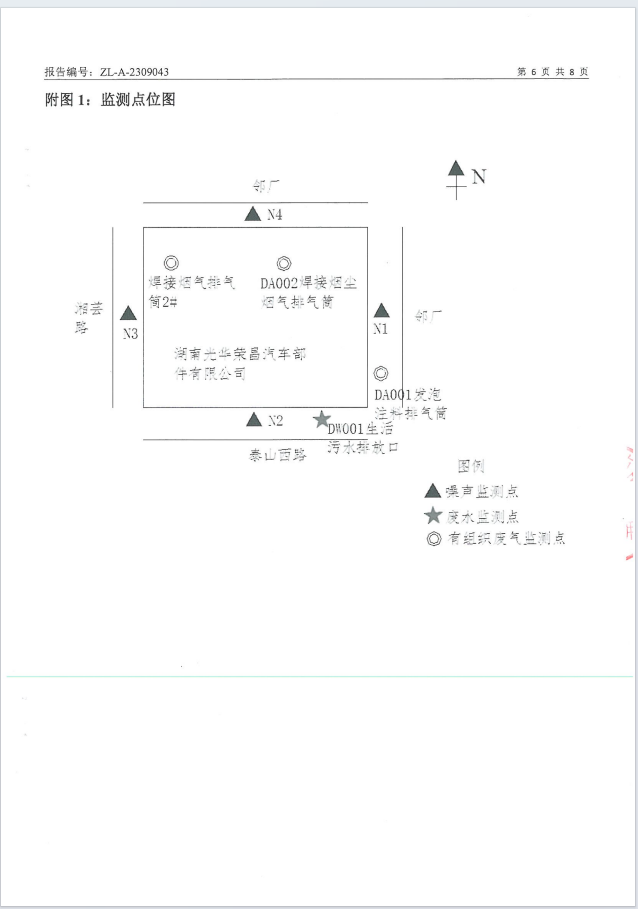 报告编号：ZL-A-2309043
第 6 页 共 8 页
附图 1：监测点位图
N
邻厂
N4
焊接烟气排气
筒2#
DA002焊接烟尘
烟气排气筒
湘芸
路
N3
N1
邻厂
湖南光华荣昌汽车部
件有限公司
DA001发泡
注料排气筒
N2
DW001生活
污水排放口
泰山西路
图例
噪声监测点
废水监测点
有组织废气监测点